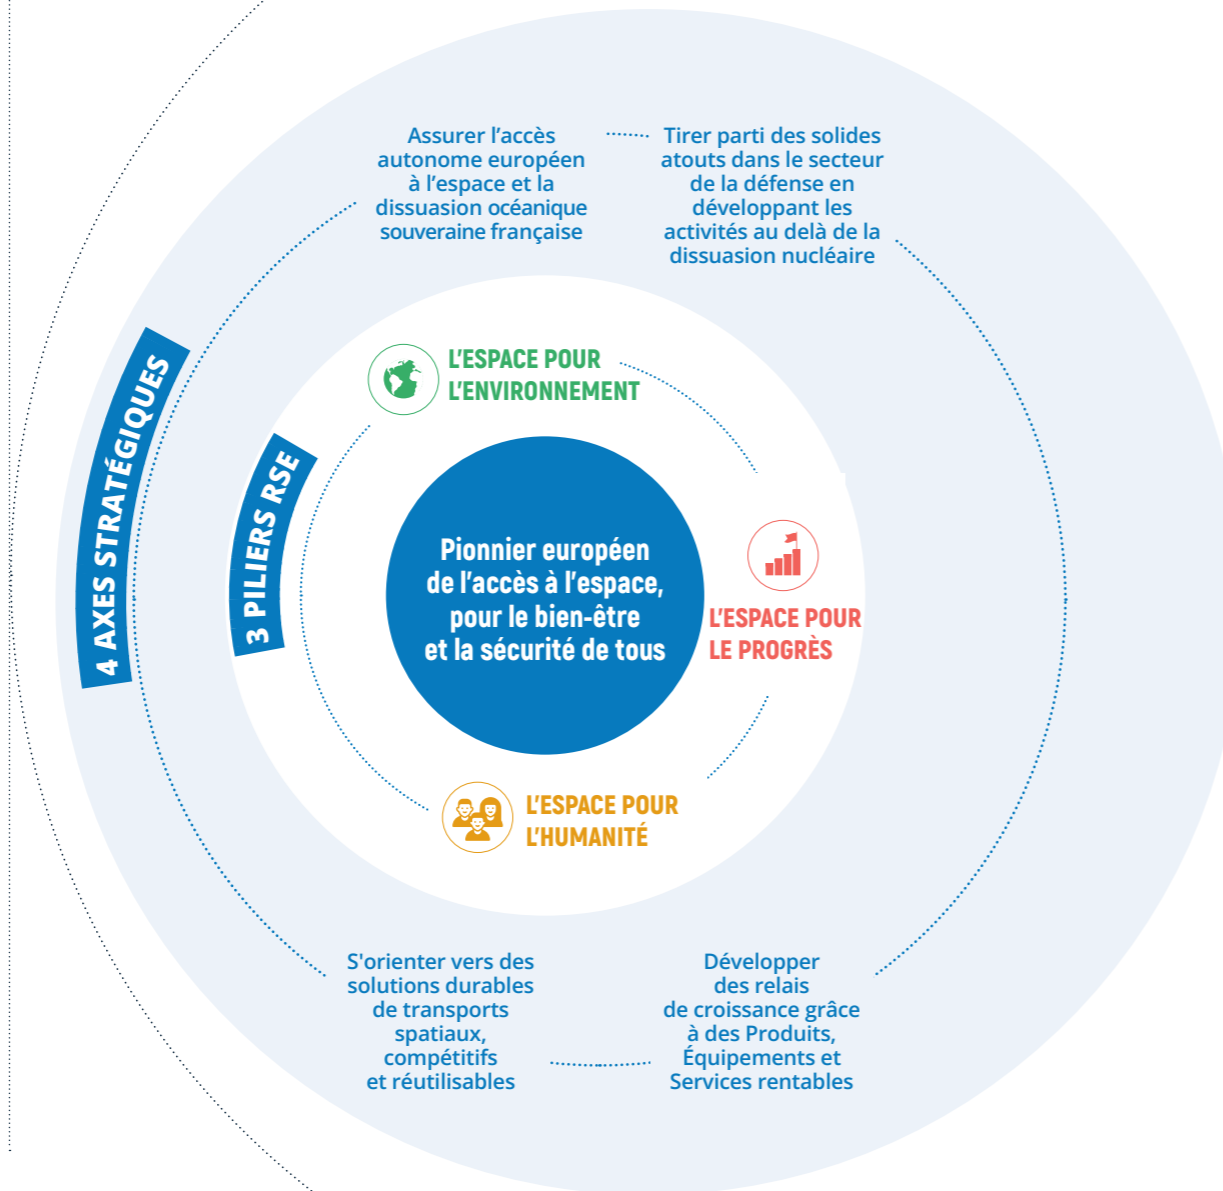 Assurer l’accès
autonome européen
à l’espace et la
dissuasion océanique
souveraine française
Tirer parti des solides
atouts dans le secteur
de la défense en
développant les
activités au delà de la
dissuasion nucléaire
4 AXES STRATÉGIQUES
3 PILIERS RSE
L’ESPACE POUR
L’ENVIRONNEMENT
Pionnier européen
de l’accès à l’espace,
pour le bien-être
et la sécurité de tous
L’ESPACE POUR
LE PROGRÈS
L’ESPACE POUR
L’HUMANITÉ
S'orienter vers des
solutions durables
de transports
spatiaux,
compétitifs
et réutilisables
Développer
des relais
de croissance grâce
à des Produits,
Équipements et
Services rentables